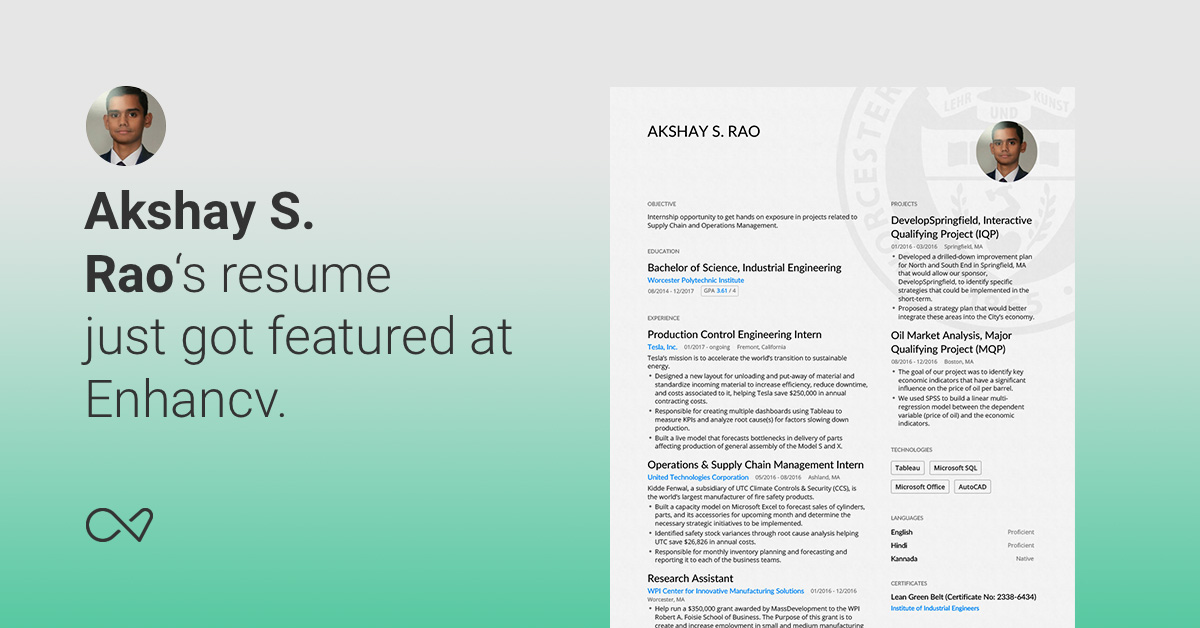 Akshay S.
Rao‘s resume
just got featured at
Enhancv.
AKSHAY S. RAO
OBJECTIVE
Internship opportunity to get hands on exposure in projects related to
Supply Chain and Operations Management.
EDUCATION
Bachelor of Science, Industrial Engineering
Worcester Polytechnic Institute
08/2014 - 12/2017 GPA 3.61 / 4
EXPERIENCE
Production Control Engineering Intern
Tesla, Inc. 01/2017 - ongoing Fremont, California
Tesla's mission is to accelerate the world's transition to sustainable
energy.
• Designed a new layout for unloading and put-away of material and
standardize incoming material to increase efficiency, reduce downtime,
and costs associated to it, helping Tesla save $250,000 in annual
contracting costs.
• Responsible for creating multiple dashboards using Tableau to
measure KPIs and analyze root cause(s) for factors slowing down
production.
• Built a live model that forecasts bottlenecks in delivery of parts
affecting production of general assembly of the Model S and X.
Operations & Supply Chain Management Intern
United Technologies Corporation 05/2016 - 08/2016 Ashland, MA
Kidde Fenwal, a subsidiary of UTC Climate Controls & Security (CCS), is
the world's largest manufacturer of fire safety products.
• Built a capacity model on Microsoft Excel to forecast sales of cylinders,
parts, and its accessories for upcoming month and determine the
necessary strategic initiatives to be implemented.
• Identified safety stock variances through root cause analysis helping
UTC save $26,826 in annual costs.
• Responsible for monthly inventory planning and forecasting and
reporting it to each of the business teams.
Research Assistant
WPI Center for Innovative Manufacturing Solutions 01/2016 - 12/2016
Worcester, MA
• Help run a $350,000 grant awarded by MassDevelopment to the WPI
Robert A. Foisie School of Business. The Purpose of this grant is to
create and increase employment in small and medium manufacturing
ORCESTER
LEHR UND KUNST
1865
PROJECTS
DevelopSpringfield, Interactive
Qualifying Project (IQP)
01/2016 - 03/2016 Springfield, MA
• Developed a drilled-down improvement plan
for North and South End in Springfield, MA
that would allow our sponsor,
DevelopSpringfield, to identify specific
strategies that could be implemented in the
short-term.
• Proposed a strategy plan that would better
integrate these areas into the City's economy.
Oil Market Analysis, Major
Qualifying Project (MQP)
08/2016 - 12/2016 Boston, MA
• The goal of our project was to identify key
economic indicators that have a significant
influence on the price of oil per barrel.
• We used SPSS to build a linear multi-
regression model between the dependent
variable (price of oil) and the economic
indicators.
TECHNOLOGIES
Tableau Microsoft SQL
Microsoft Office AutoCAD
LANGUAGES
English Proficient
Hindi Proficient
Kannada Native
CERTIFICATES
Lean Green Belt (Certificate No: 2338-6434)
Institute of Industrial Engineers